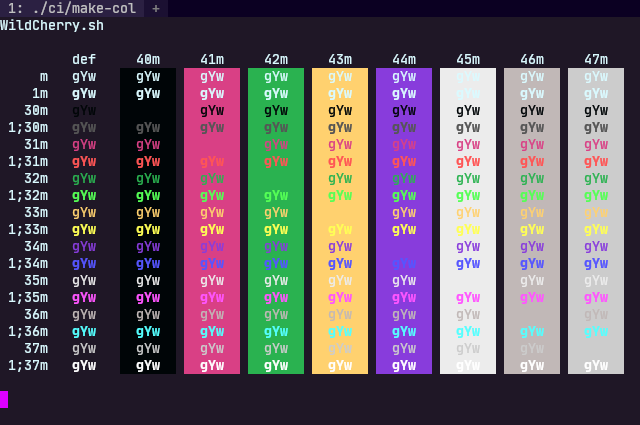 1: ./ci/make-col +
WildCherry.sh
def 40m 41m 42m 43m 44m 45m 46m 47m
m gYw gYw gYw gYw gYw gYw gYw gYw gYw
1m gYw gYw gYw gYw gYw gYw gYw gYw gYw
30m gYw gYw gYw gYw gYw gYw gYw gYw
1;30m gYw gYw gYw gYw gYw gYw gYw gYw gYw
31m gYw gYw gYw gYw gYw gYw gYw gYw
1;31m gYw gYw gYw gYw gYw gYw gYw gYw gYw
32m gYw gYw gYw gYw gYw gYw gYw gYw
1;32m gYw gYw gYw gYw gYw gYw gYw gYw gYw
33m gYw gYw gYw gYw gYw gYw gYw gYw
1;33m gYw gYw gYw gYw gYw gYw gYw gYw gYw
34m gYw gYw gYw gYw gYw gYw gYw gYw
1;34m gYw gYw gYw gYw gYw gYw gYw gYw gYw
35m gYw gYw gYw gYw gYw gYw gYw gYw
1;35m gYw gYw gYw gYw gYw gYw gYw gYw gYw
36m gYw gYw gYw gYw gYw gYw gYw gYw
1;36m gYw gYw gYw gYw gYw gYw gYw gYw gYw
37m gYw gYw gYw gYw gYw gYw gYw gYw
1;37m gYw gYw gYw gYw gYw gYw gYw gYw gYw